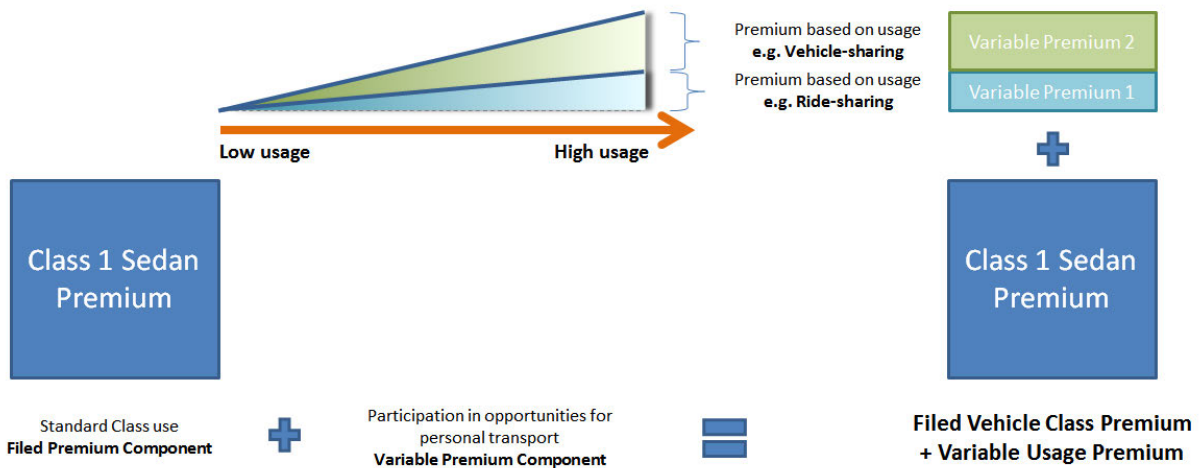 Premium based on usage
e.g. Vehicle-sharing
Variable Premium 2
Premium based on usage
e.g. Ride-sharing
Variable Premium 1
Low usage
High usage
Class 1 Sedan
Premium
Class 1 Sedan
Premium
Standard Class use
Filed Premium Component
Participation in opportunities for
personal transport
Variable Premium Component
Filed Vehicle Class Premium
+ Variable Usage Premium